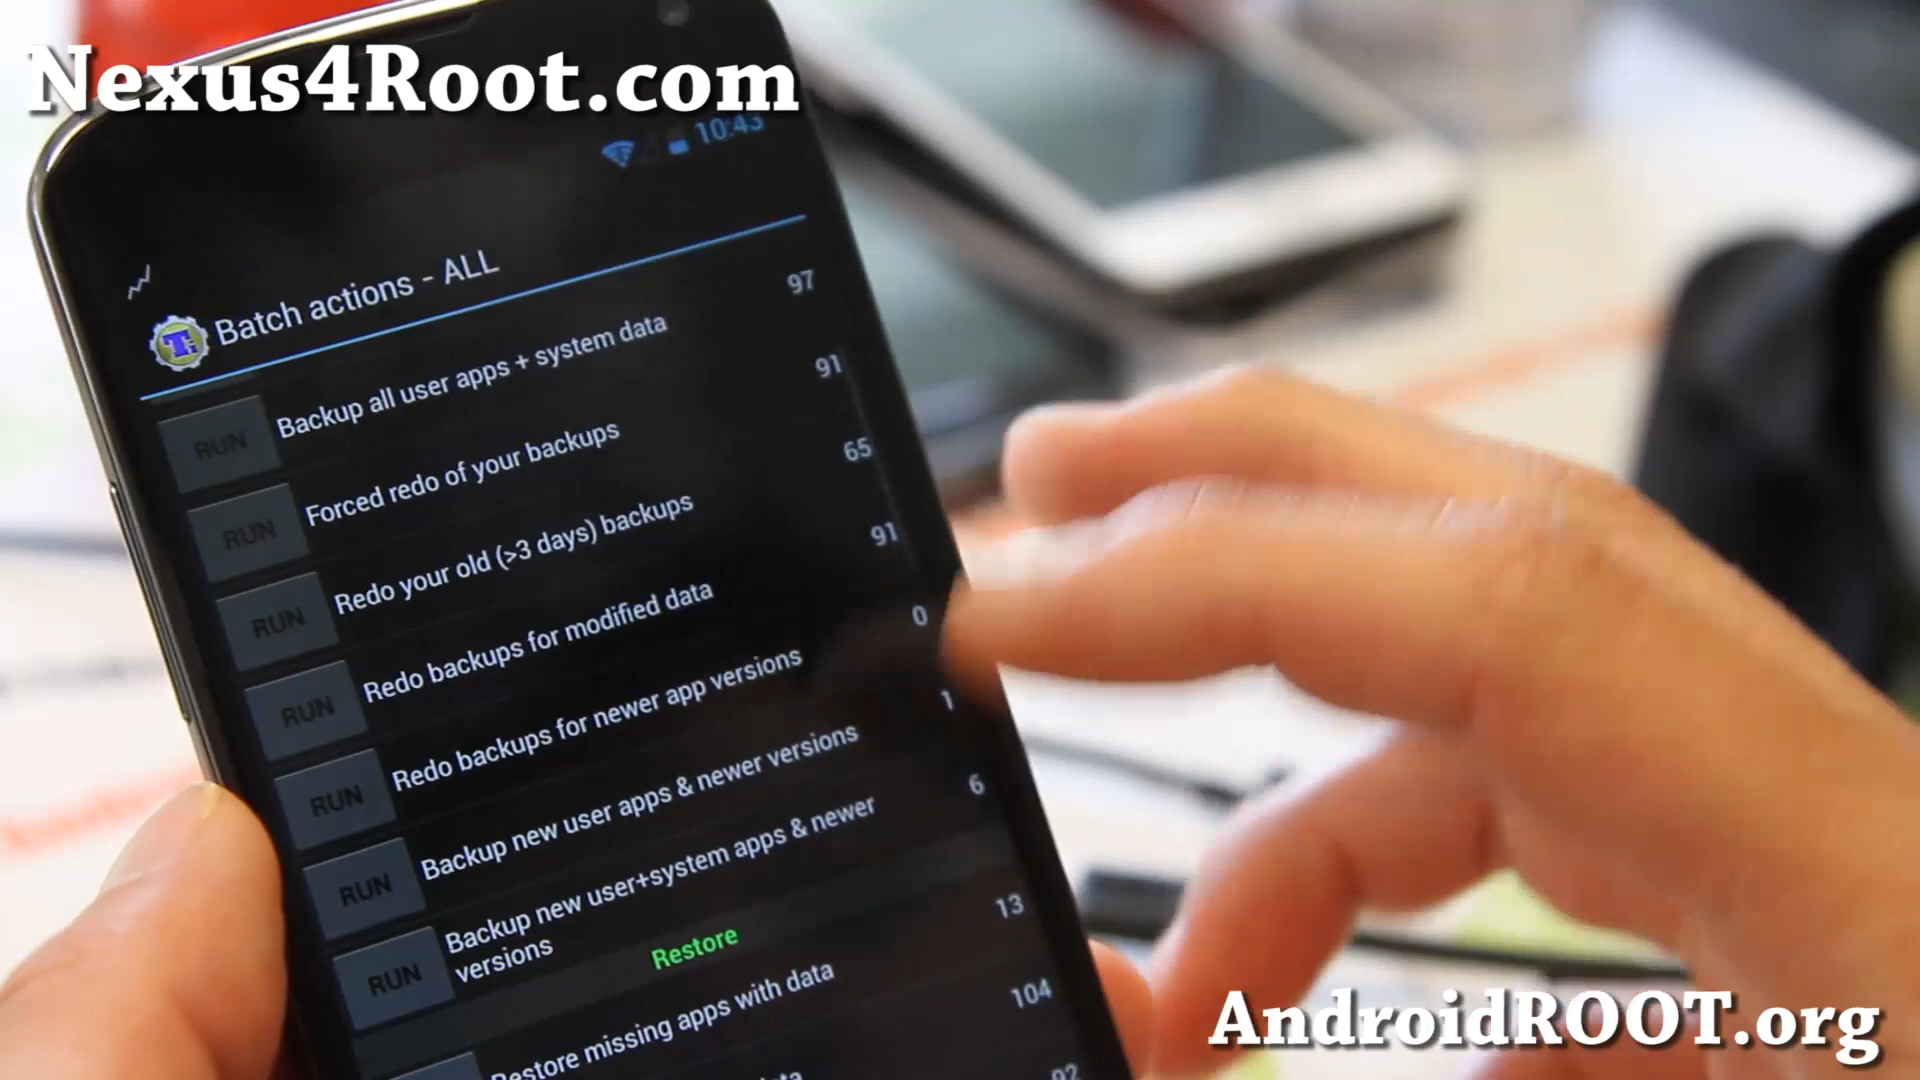 Nexus4Root.com
10:43
Batch actions - ALL
97
RUN Backup all user apps + system data
91
RUN Forced redo of your backups
65
RUN Redo your old (>3 days) backups
91
RUN Redo backups for modified data
0
RUN Redo backups for newer app versions
1
RUN Backup new user apps & newer versions
6
RUN Backup new user+system apps & newer
versions
Restore
13
Restore missing apps with data
104
92
AndroidROOT.org